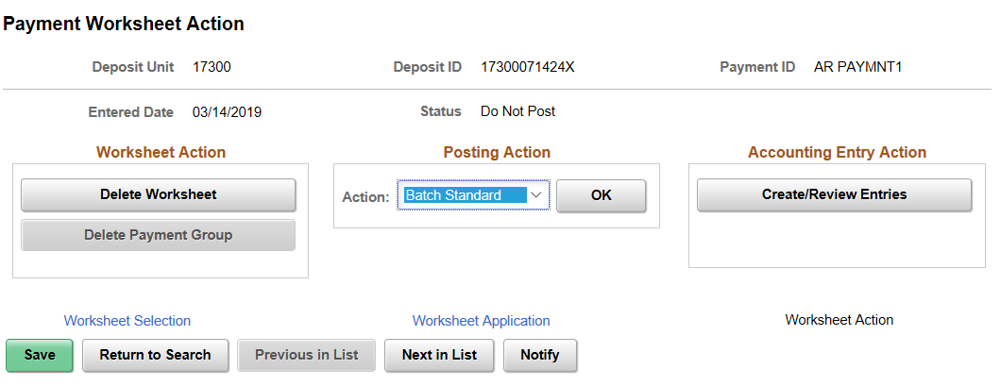 Payment Worksheet Action
Deposit Unit 17300 Deposit ID 17300071424X Payment ID AR PAYMNT1
Entered Date 03/14/2019 Status Do Not Post
Worksheet Action Posting Action Accounting Entry Action
Delete Worksheet Action: Batch Standard OK Create/Review Entries
Delete Payment Group
Worksheet Selection Worksheet Application Worksheet Action
Save Return to Search Previous in List Next in List Notify